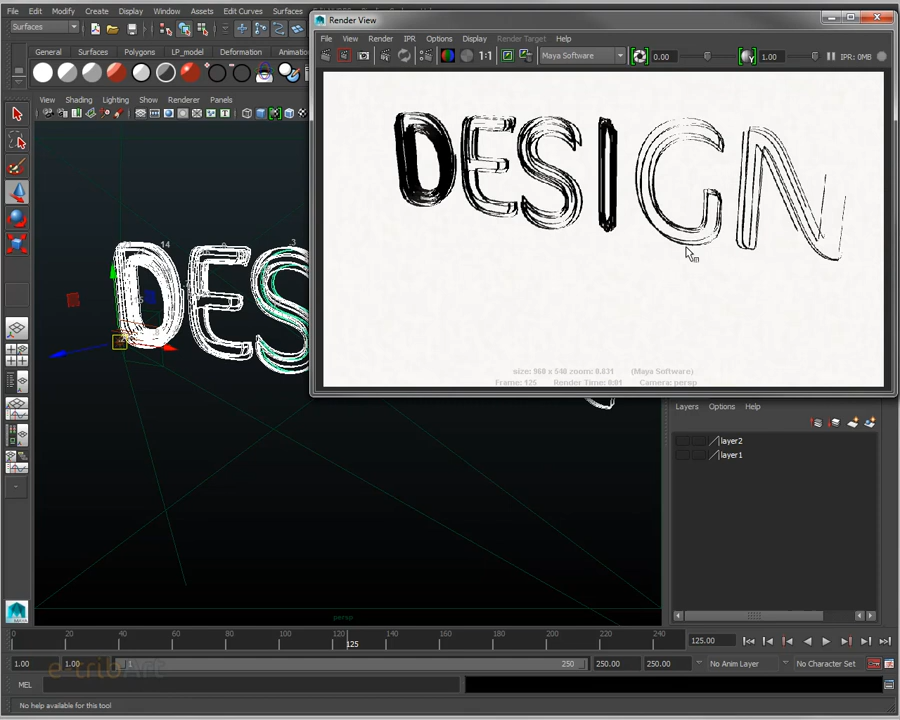 File Edit Modify Create Display Window Assets Edit Curves Surfaces
Render View
Surfaces
File View Render IPR Options Display Render Target Help
Maya Software 0.00 1.00 IPR: 0MB
1:1
General Surfaces Polygons LP_model Deformation Animation
View Shading Lighting Show Renderer Panels
DESIGN
14
3
DES
size: 960 x 540 zoom: 0.831 (Maya Software)
Frame: 125 Render Time: 0:01 Camera: persp
Layers Options Help
layer2
layer1
persp
0 20 40 60 80 100 120 140 160 180 200 220 240
125
125.00
1.00 1.00 1 250 250.00 250.00 No Anim Layer No Character Set
e-tribArt
MEL
No help available for this tool
MAYA